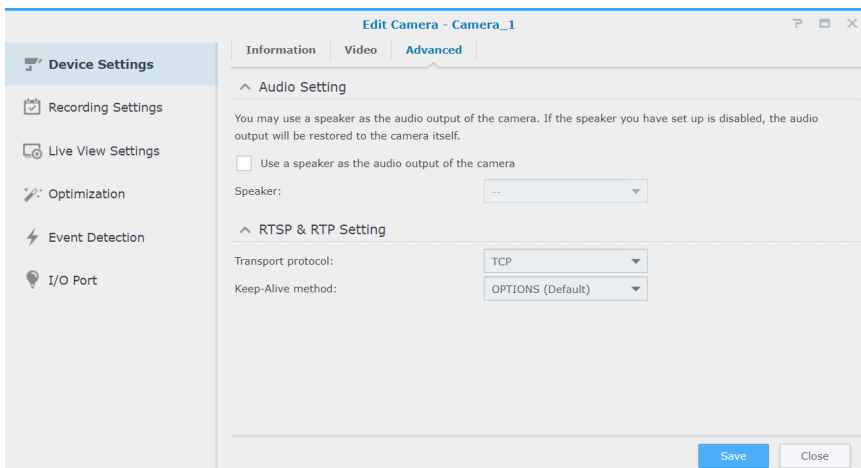 Edit Camera - Camera_1
Device Settings
Recording Settings
Live View Settings
Optimization
Event Detection
I/O Port
Information Video Advanced
Audio Setting
You may use a speaker as the audio output of the camera. If the speaker you have set up is disabled, the audio
output will be restored to the camera itself.
Use a speaker as the audio output of the camera
Speaker: --
RTSP & RTP Setting
Transport protocol: TCP
Keep-Alive method: OPTIONS (Default)
Save Close